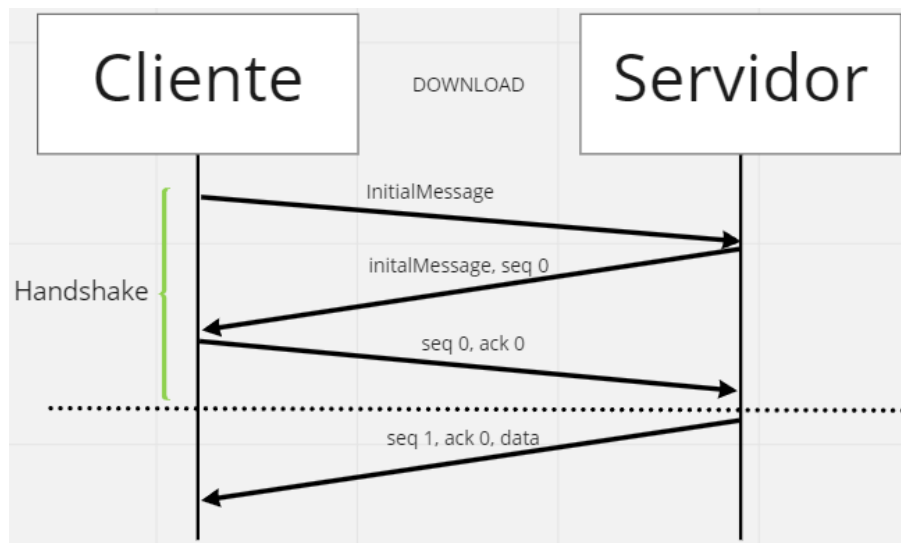 Cliente
DOWNLOAD
Servidor
InitialMessage
initalMessage, seq 0
Handshake
seq 0, ack 0
seq 1, ack 0, data